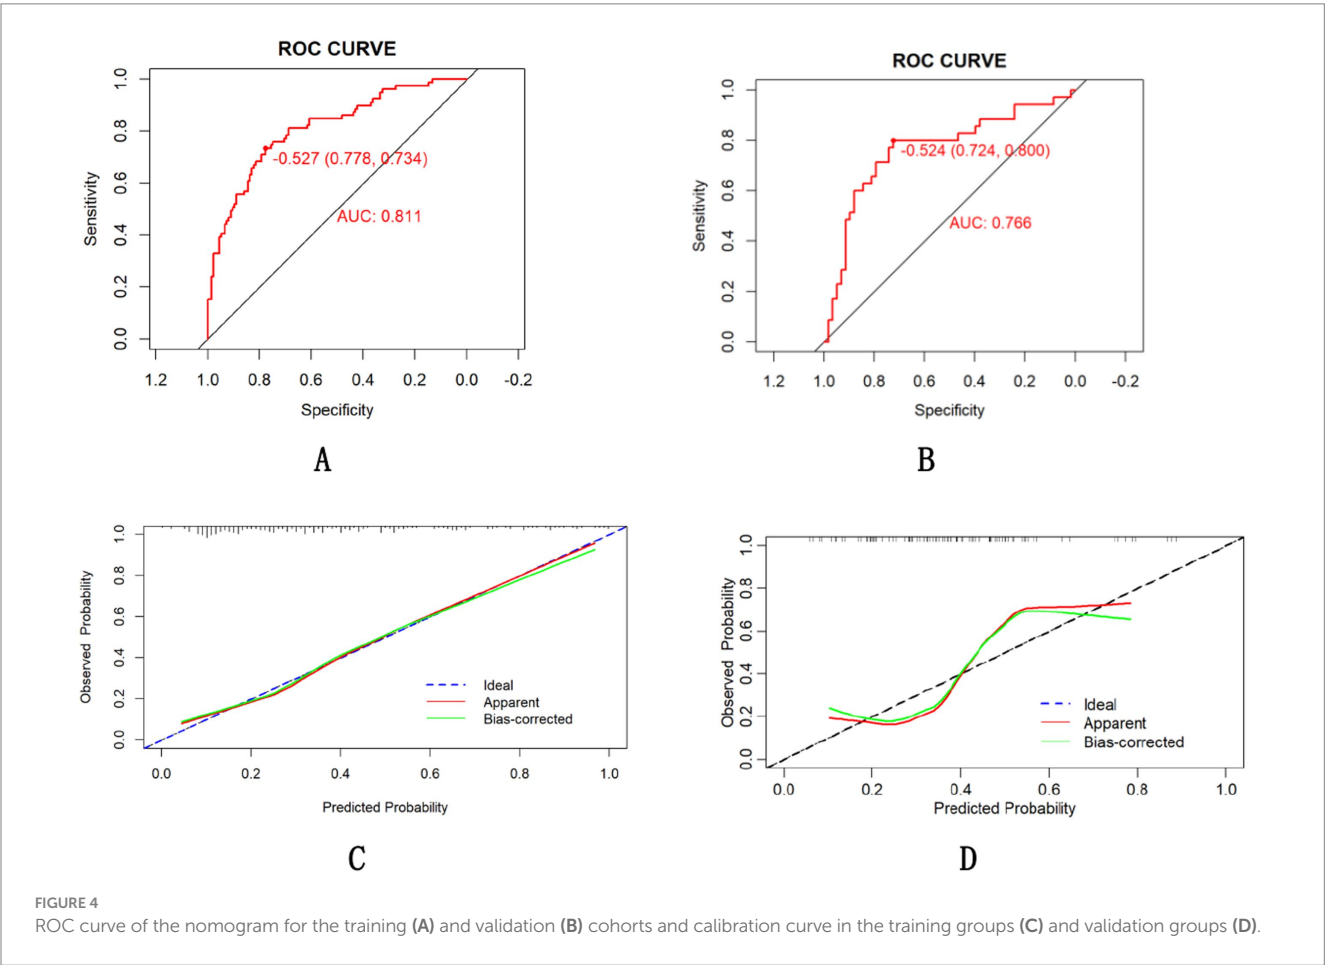 ROC CURVE
1.0
0.8
0.6
0.4
0.2
0.0
Sensitivity
-0.527 (0.778, 0.734)
AUC: 0.811
1.2 1.0 0.8 0.6 0.4 0.2 0.0 -0.2
Specificity
A
ROC CURVE
1.0
0.8
0.6
0.4
0.2
0.0
Sensitivity
-0.524 (0.724, 0.800)
AUC: 0.766
1.2 1.0 0.8 0.6 0.4 0.2 0.0 -0.2
Specificity
B
1.0
0.8
0.6
0.4
0.2
0.0
Observed Probability
Ideal
Apparent
Bias-corrected
0.0 0.2 0.4 0.6 0.8 1.0
Predicted Probability
C
1.0
0.8
0.6
0.4
0.2
0.0
Observed Probability
Ideal
Apparent
Bias-corrected
0.0 0.2 0.4 0.6 0.8 1.0
Predicted Probability
D
FIGURE 4
ROC curve of the nomogram for the training (A) and validation (B) cohorts and calibration curve in the training groups (C) and validation groups (D).